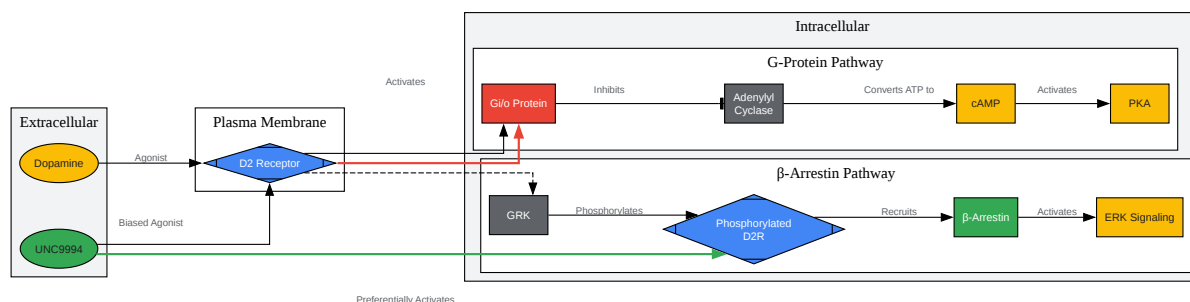 Intracellular
G-Protein Pathway
Activates
Gi/o Protein
Inhibits
Adenylyl
Cyclase
Converts ATP to
cAMP
Activates
PKA
Extracellular
Plasma Membrane
Dopamine
Agonist
D2 Receptor
β-Arrestin Pathway
GRK
Phosphorylates
Phosphorylated
D2R
Recruits
β-Arrestin
Activates
ERK Signaling
Biased Agonist
UNC9994
Preferentially Activates